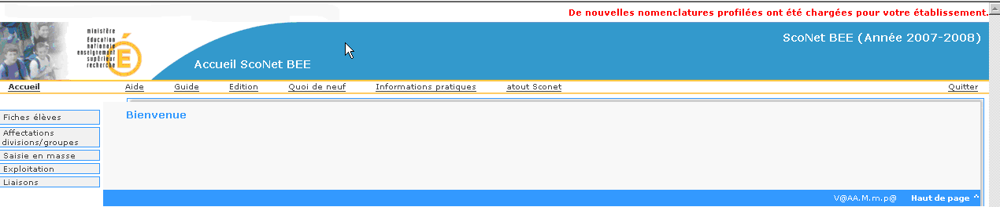 De nouvelles nomenclatures profilées ont été chargées pour votre établissement.
ministère
éducation
nationale
enseignement
supérieur
recherche
É
ScoNet BEE (Année 2007-2008)
Accueil ScoNet BEE
Accueil Aide Guide Edition Quoi de neuf Informations pratiques atout Sconet Quitter
Bienvenue
Fiches élèves
Affectations
divisions/groupes
Saisie en masse
Exploitation
Liaisons
V@AA.M.m.p@ Haut de page ^